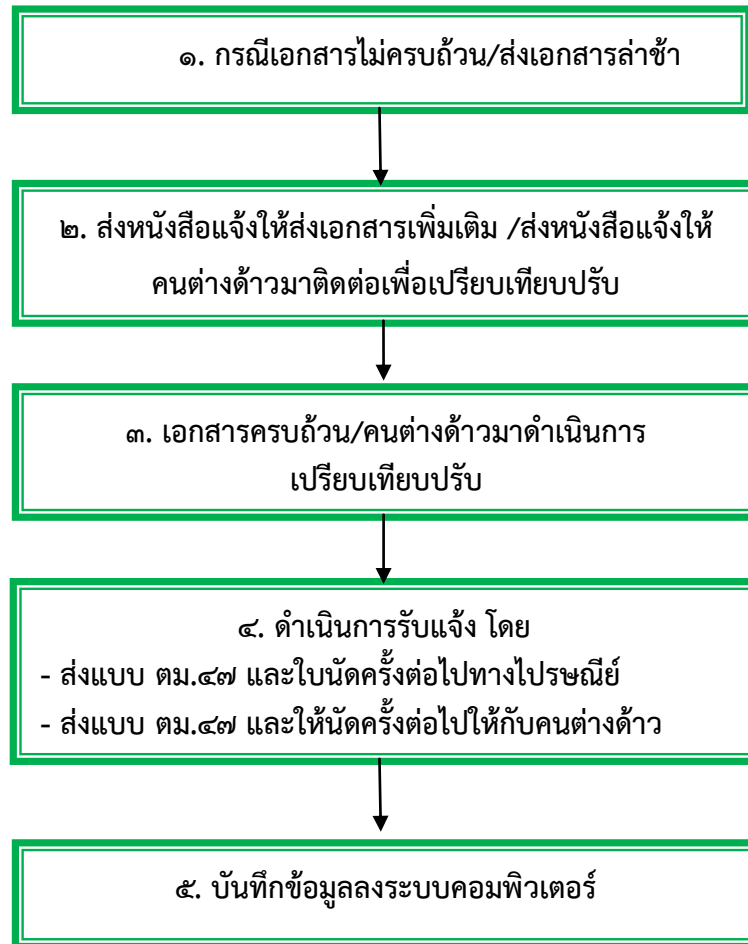 ๑. กรณีเอกสารไม่ครบถ้วน/ส่งเอกสารล่าช้า
๒. ส่งหนังสือแจ้งให้ส่งเอกสารเพิ่มเติม /ส่งหนังสือแจ้งให้
คนต่างด้าวมาติดต่อเพื่อเปรียบเทียบปรับ
๓. เอกสารครบถ้วน/คนต่างด้าวมาดำเนินการ
เปรียบเทียบปรับ
๔. ดำเนินการรับแจ้ง โดย
- ส่งแบบ ตม.๔๗ และใบนัดครั้งต่อไปทางไปรษณีย์
- ส่งแบบ ตม.๔๗ และให้นัดครั้งต่อไปให้กับคนต่างด้าว
๕. บันทึกข้อมูลลงระบบคอมพิวเตอร์